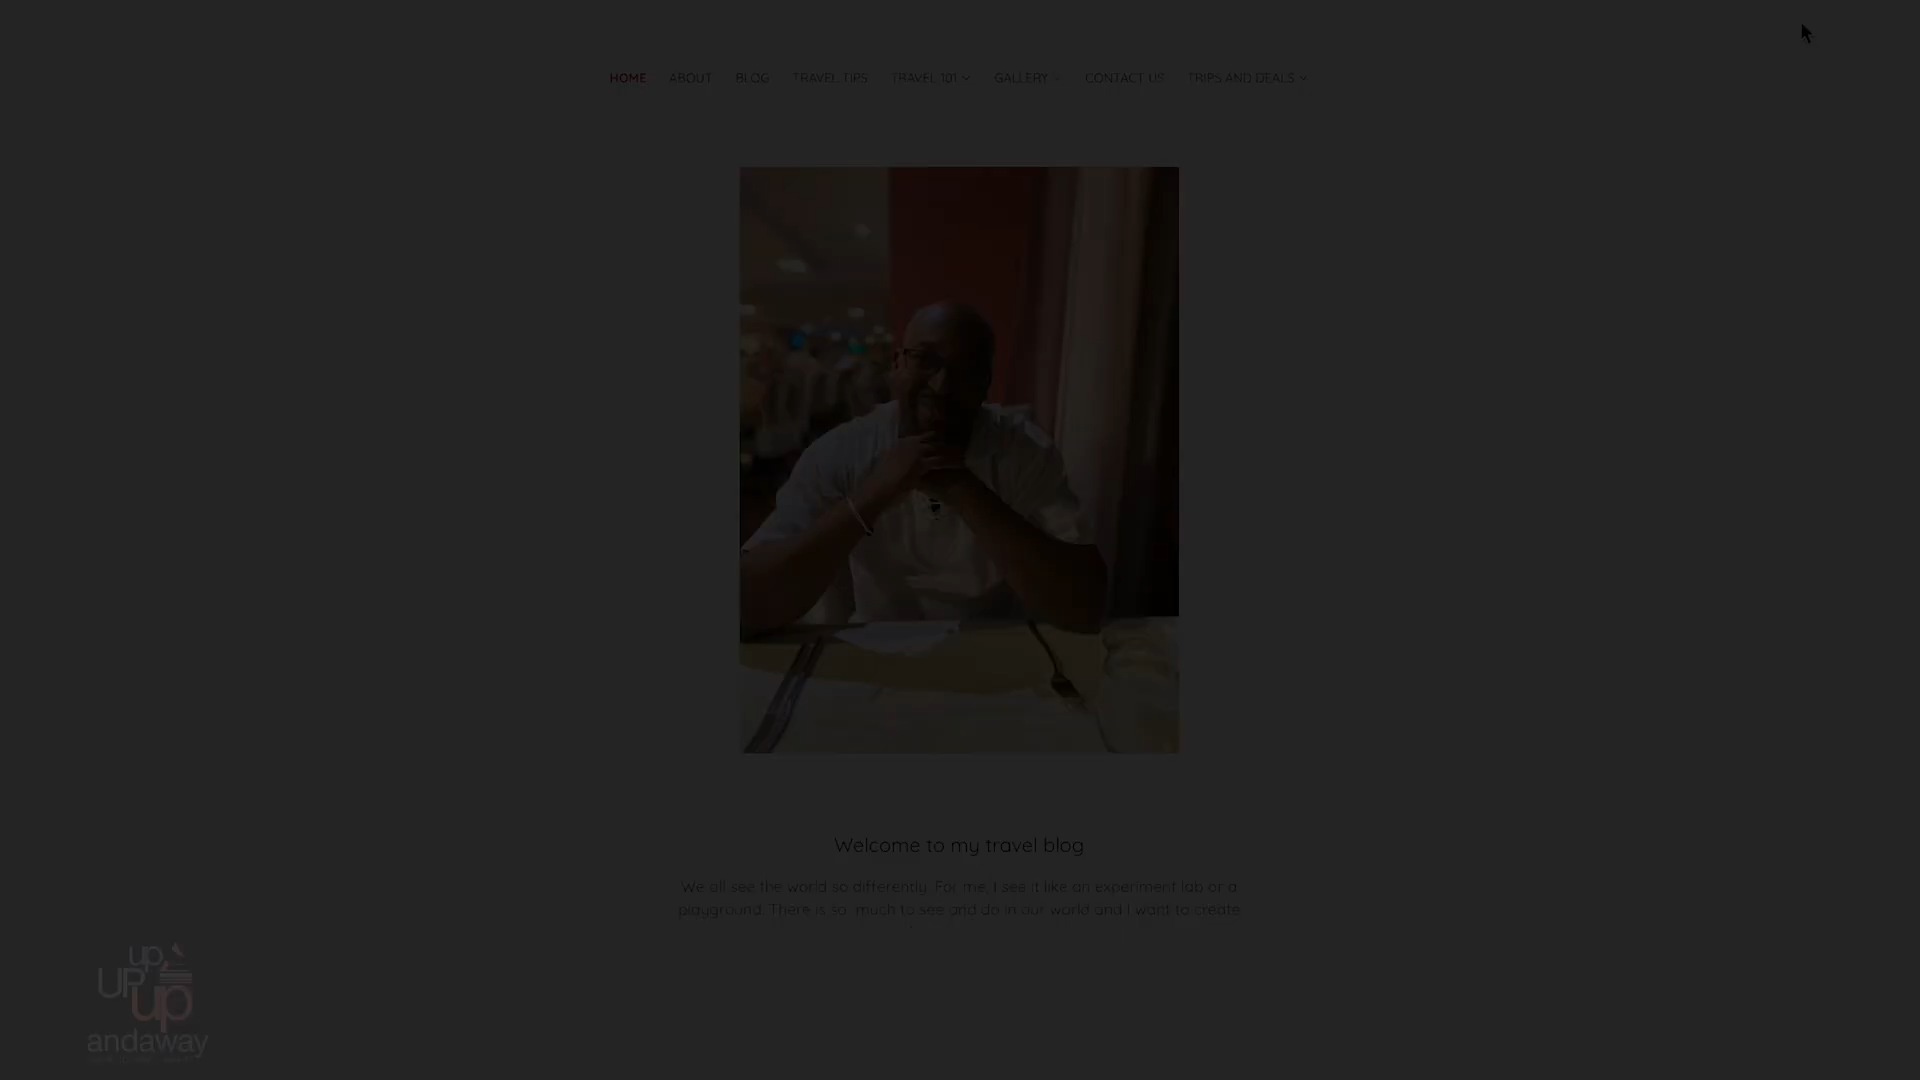 HOME ABOUT BLOG TRAVEL TIPS TRAVEL 101 GALLERY CONTACT US TRIPS AND DEALS
Welcome to my travel blog
We all see the world so differently. For me, I see it like an experiment lab or a
playground. There is so much to see and do in our world and I want to create
up
UP
up
andaway